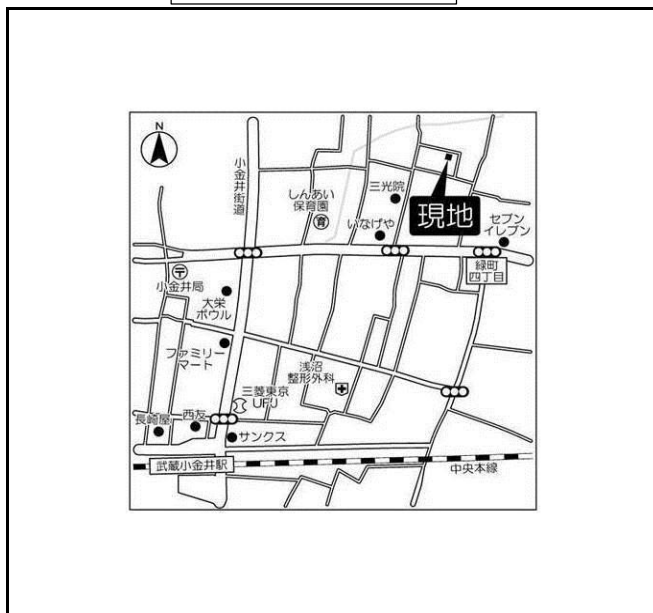 N
小金井街道
しんあい
保育園
育
三光院
いなげや
現地
セブン
イレブン
緑町
四丁目
〒
小金井局
大栄
ボウル
ファミリー
マート
浅沼
整形外科
三菱東京
UFJ
長崎屋
西友
サンクス
武蔵小金井駅
中央本線